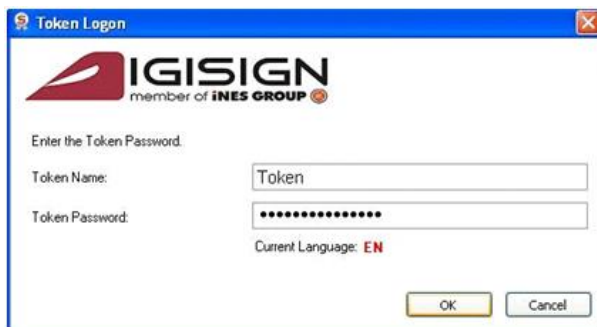 Token Logon
IGISIGN
member of iNES GROUP
Enter the Token Password.
Token Name: Token
Token Password: •••••••••••••••
Current Language: EN
OK Cancel